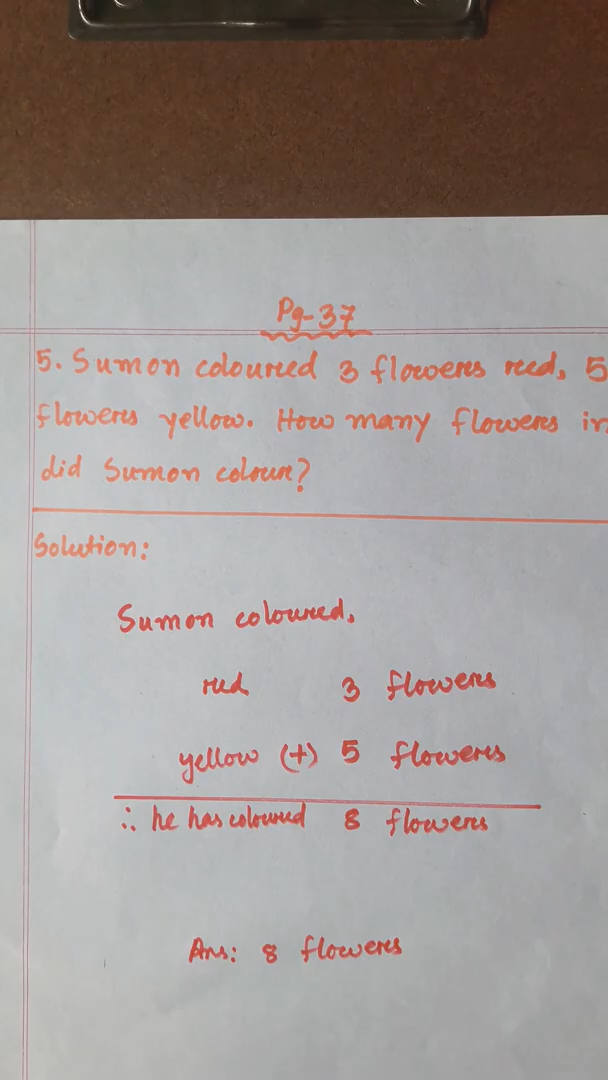 Pg-37
5. Sumon coloured 3 flowers red, 5
flowers yellow. How many flowers in
did Sumon colour?
Solution:
Sumon coloured,
red 3 flowers
yellow (+) 5 flowers
∴ he has coloured 8 flowers
Ans: 8 flowers